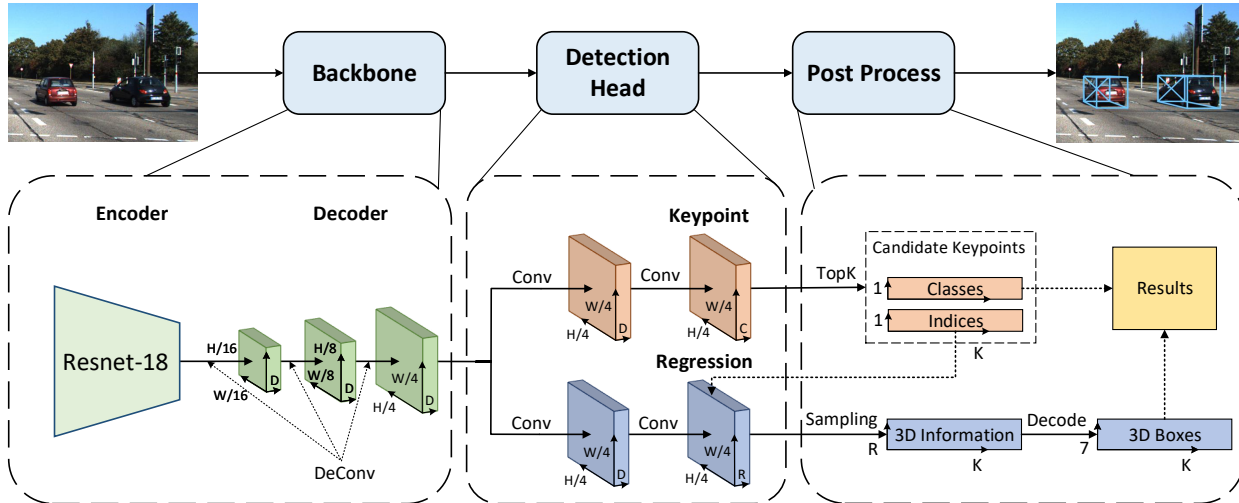 Backbone
Detection
Head
Post Process
Encoder
Decoder
Resnet-18
H/16
W/16
D
H/8
W/8
D
W/4
H/4
D
DeConv
Keypoint
Conv
W/4
H/4
D
Conv
W/4
H/4
C
Regression
Conv
W/4
H/4
D
Conv
W/4
H/4
R
TopK
Candidate Keypoints
1
Classes
1
Indices
K
Results
Sampling
R
3D Information
K
Decode
7
3D Boxes
K